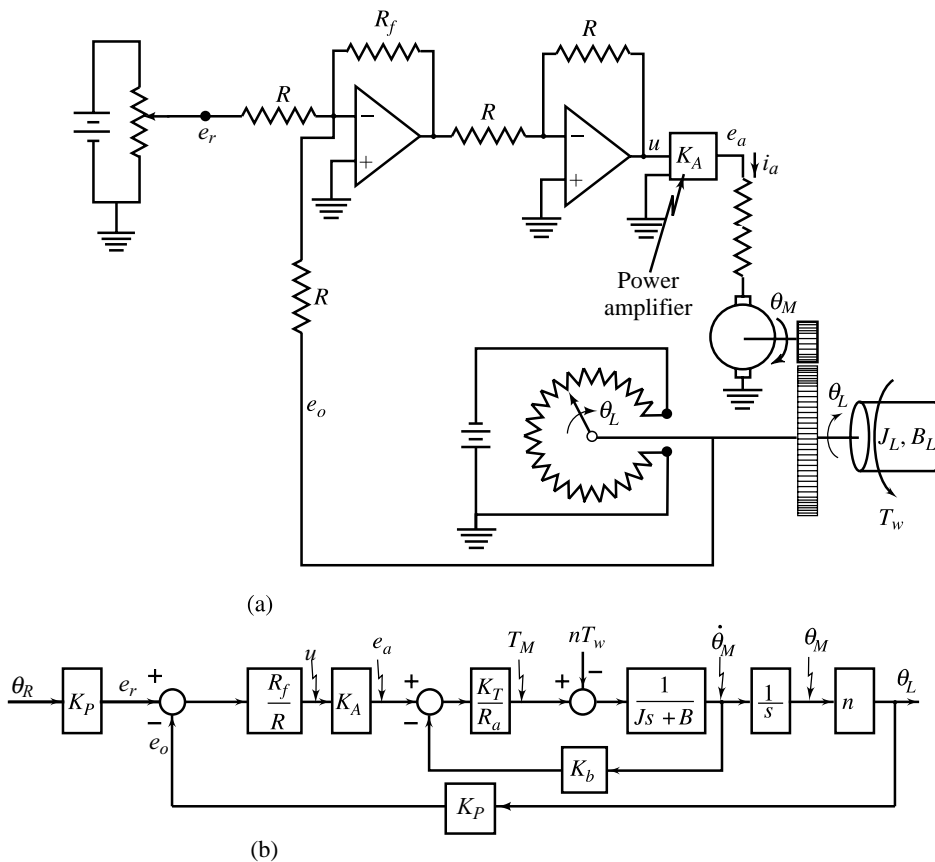 R_f
R
R
R
e_r
−
+
−
+
u
K_A
e_a
i_a
R
Power
amplifier
θ_M
e_o
θ_L
θ_L
J_L, B_L
T_w
(a)
θ_R
K_P
e_r
+
−
e_o
R_f
R
u
K_A
e_a
+
−
K_T
R_a
T_M
nT_w
+
−
1
Js + B
θ̇_M
1
s
θ_M
n
θ_L
K_b
K_P
(b)